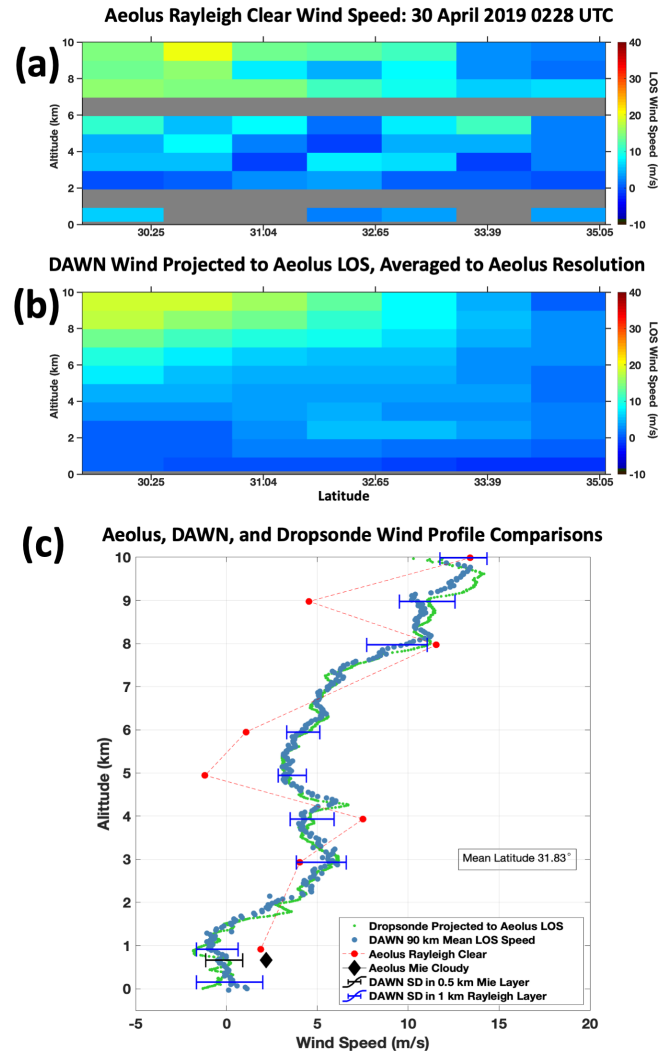 Aeolus Rayleigh Clear Wind Speed: 30 April 2019 0228 UTC
(a)
10
8
6
4
2
0
Altitude (km)
30.25
31.04
32.65
33.39
35.05
40
30
20
10
0
-10
LOS Wind Speed (m/s)
DAWN Wind Projected to Aeolus LOS, Averaged to Aeolus Resolution
(b)
10
8
6
4
2
0
Altitude (km)
30.25
31.04
32.65
33.39
35.05
Latitude
40
30
20
10
0
-10
LOS Wind Speed (m/s)
Aeolus, DAWN, and Dropsonde Wind Profile Comparisons
(c)
10
9
8
7
6
5
4
3
2
1
0
Alititude (km)
Mean Latitude 31.83°
Dropsonde Projected to Aeolus LOS
DAWN 90 km Mean LOS Speed
Aeolus Rayleigh Clear
Aeolus Mie Cloudy
DAWN SD in 0.5 km Mie Layer
DAWN SD in 1 km Rayleigh Layer
-5
0
5
10
15
20
Wind Speed (m/s)